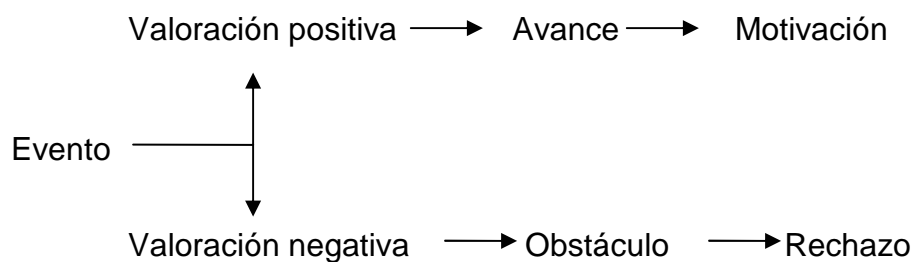 Valoración positiva Avance Motivación
Evento
Valoración negativa Obstáculo Rechazo